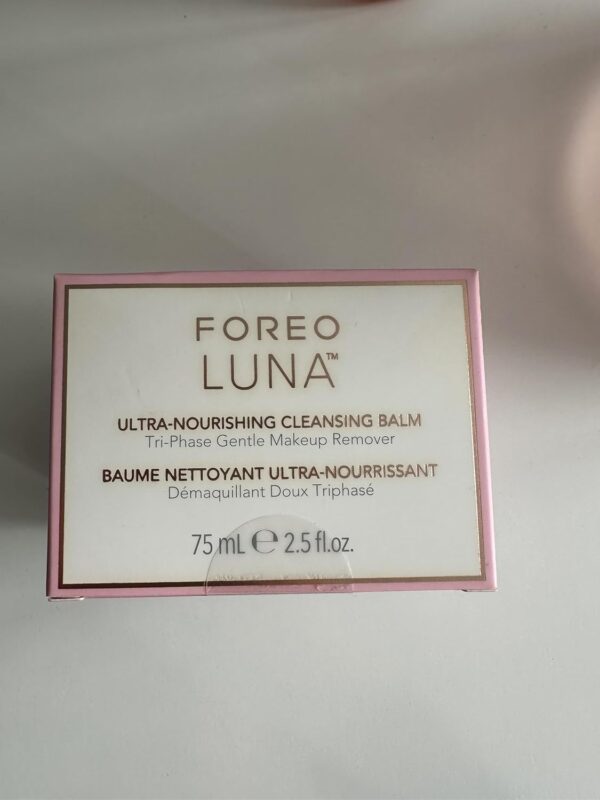 FOREO
LUNA™
ULTRA-NOURISHING CLEANSING BALM
Tri-Phase Gentle Makeup Remover
BAUME NETTOYANT ULTRA-NOURRISSANT
Démaquillant Doux Triphasé
75 mL ℮ 2.5 fl.oz.